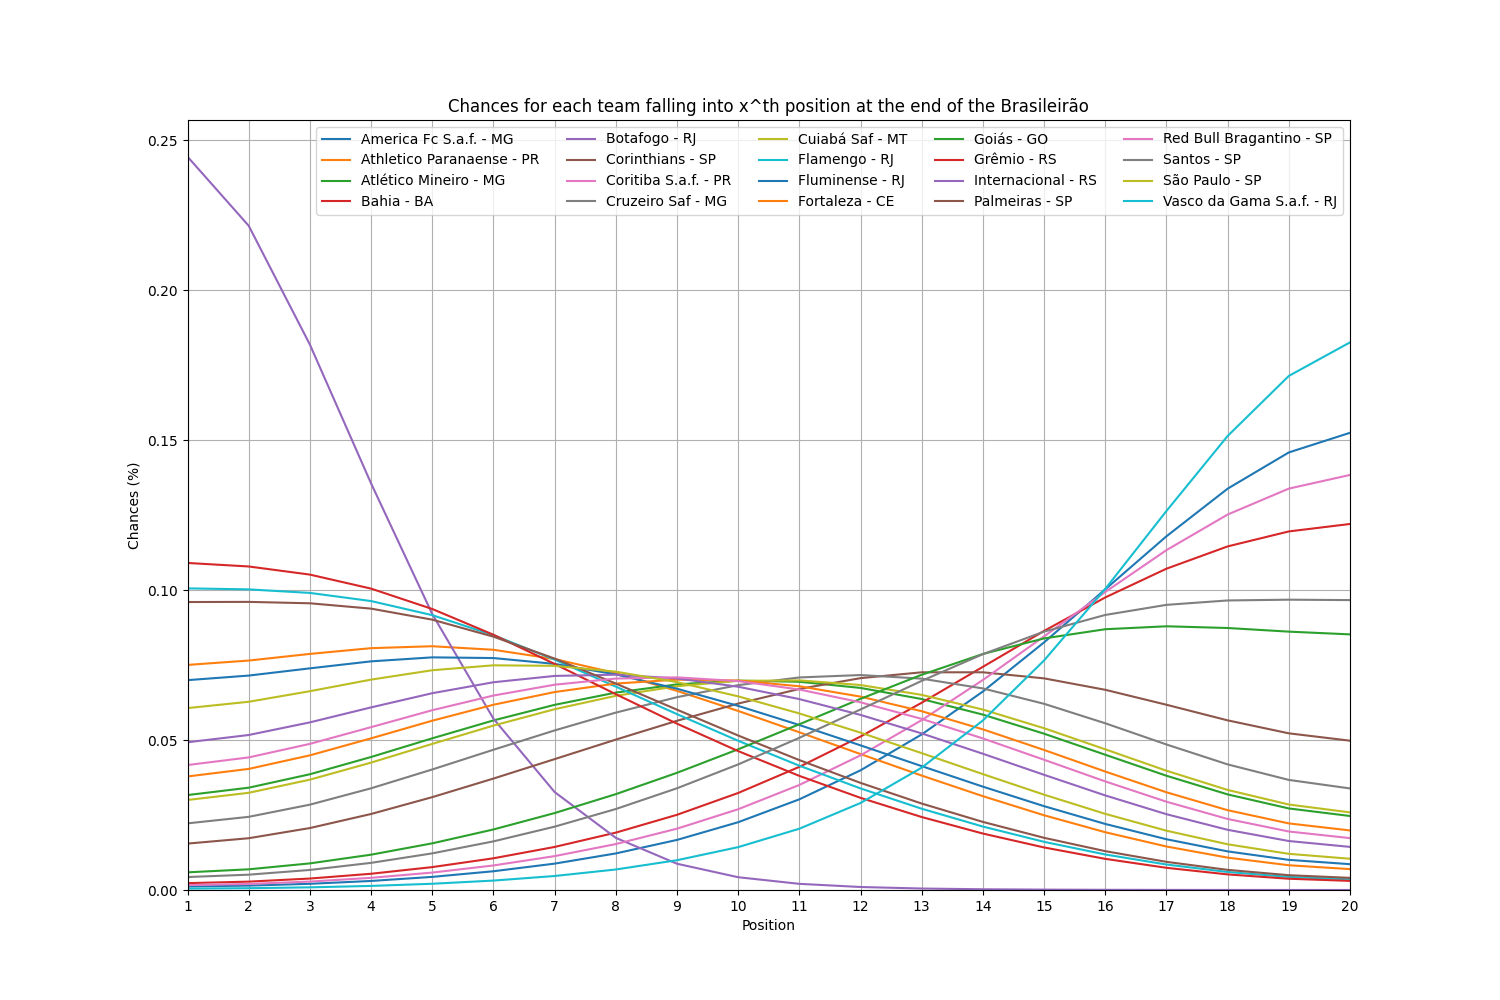 Chances for each team falling into x^th position at the end of the Brasileirão
America Fc S.a.f. - MG
Athletico Paranaense - PR
Atlético Mineiro - MG
Bahia - BA
Botafogo - RJ
Corinthians - SP
Coritiba S.a.f. - PR
Cruzeiro Saf - MG
Cuiabá Saf - MT
Flamengo - RJ
Fluminense - RJ
Fortaleza - CE
Goiás - GO
Grêmio - RS
Internacional - RS
Palmeiras - SP
Red Bull Bragantino - SP
Santos - SP
São Paulo - SP
Vasco da Gama S.a.f. - RJ
Chances (%)
0.25
0.20
0.15
0.10
0.05
0.00
1 2 3 4 5 6 7 8 9 10 11 12 13 14 15 16 17 18 19 20
Position